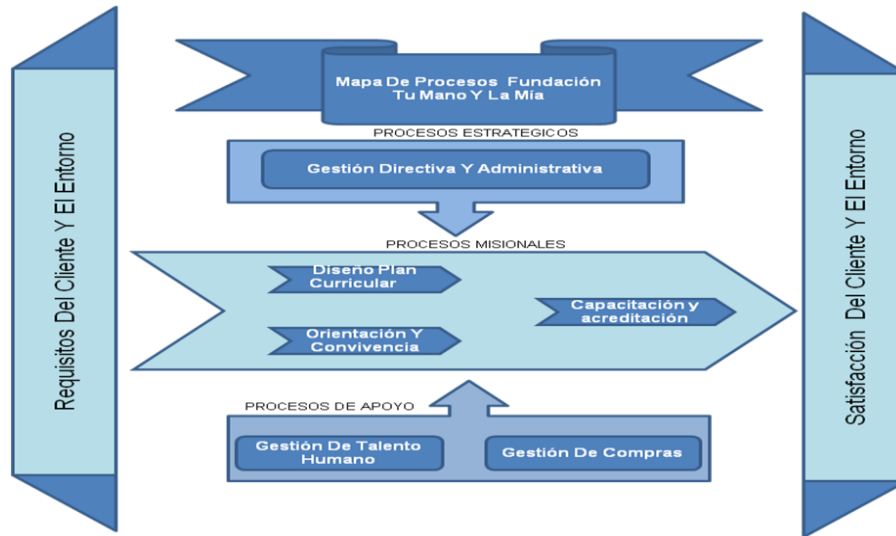 Mapa De Procesos Fundación
Tu Mano Y La Mía
PROCESOS ESTRATEGICOS
Gestión Directiva Y Administrativa
Requisitos Del Cliente Y El Entorno
PROCESOS MISIONALES
Diseño Plan
Curricular
Capacitación y
acreditación
Orientación Y
Convivencia
Satisfacción Del Cliente Y El Entorno
PROCESOS DE APOYO
Gestión De Talento
Humano
Gestión De Compras